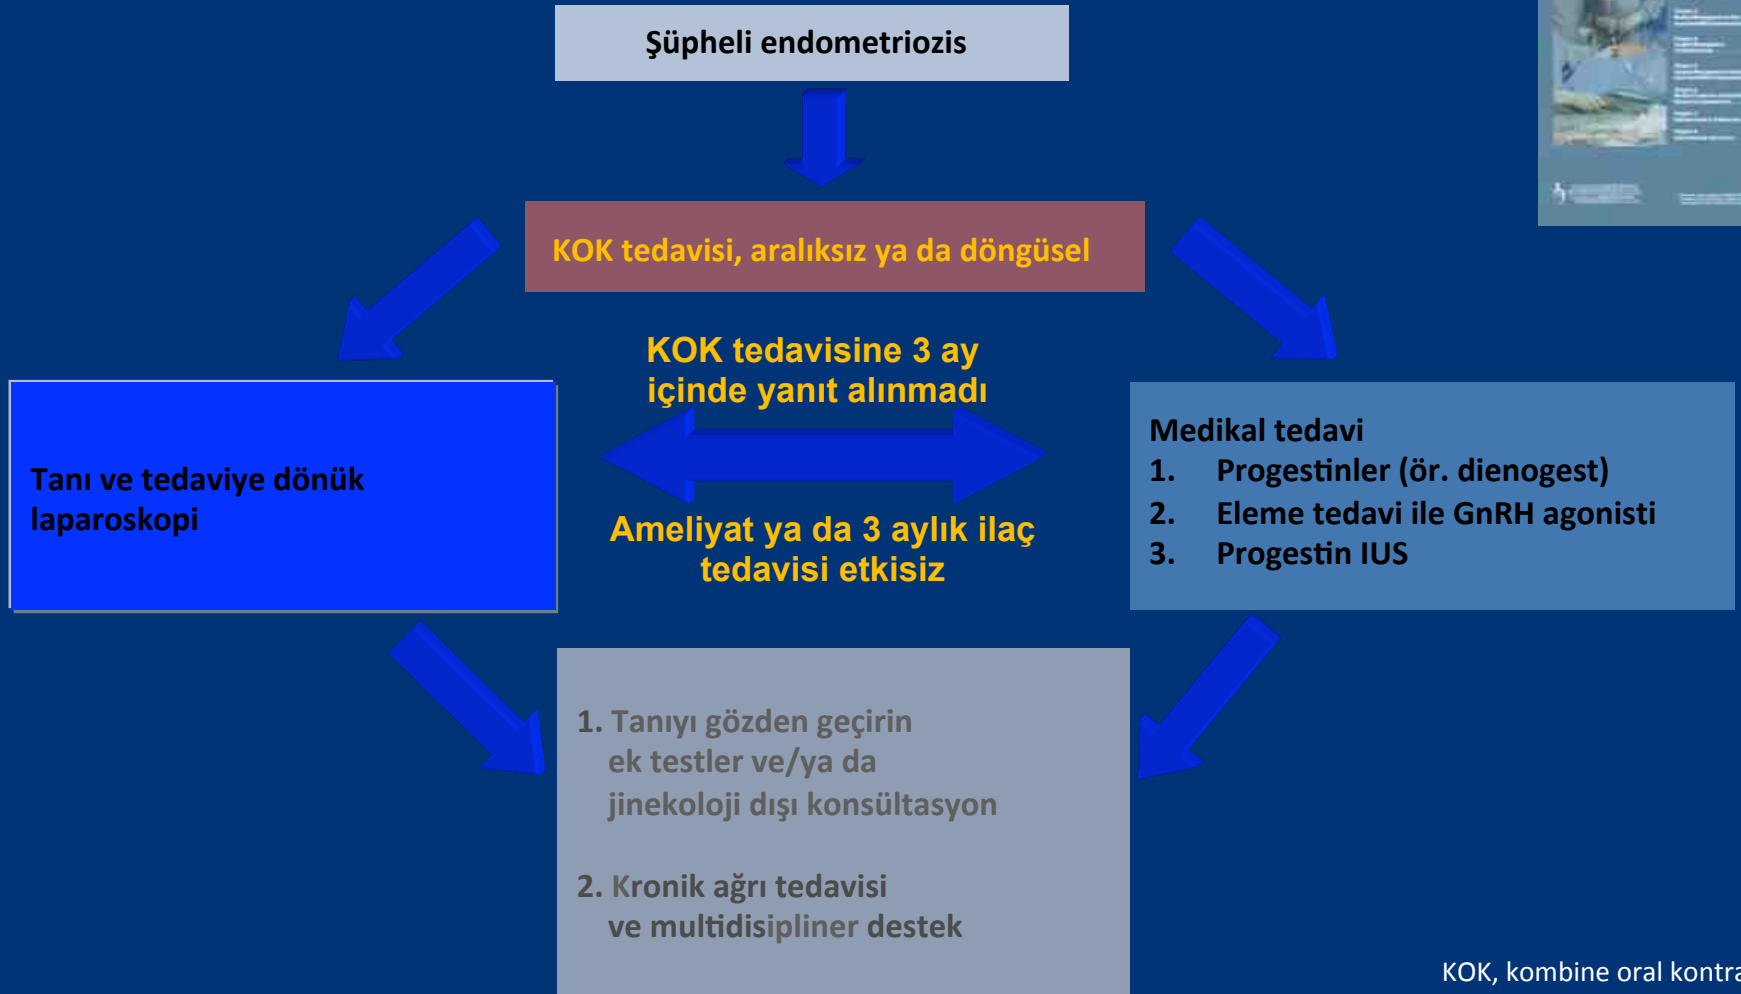 Şüpheli endometriozis
KOK tedavisi, aralıksız ya da döngüsel
KOK tedavisine 3 ay
içinde yanıt alınmadı
Tanı ve tedaviye dönük
laparoskopi
Ameliyat ya da 3 aylık ilaç
tedavisi etkisiz
Medikal tedavi
1. Progestinler (ör. dienogest)
2. Eleme tedavi ile GnRH agonisti
3. Progestin IUS
1. Tanıyı gözden geçirin
ek testler ve/ya da
jinekoloji dışı konsültasyon
2. Kronik ağrı tedavisi
ve multidisipliner destek
KOK, kombine oral kontra